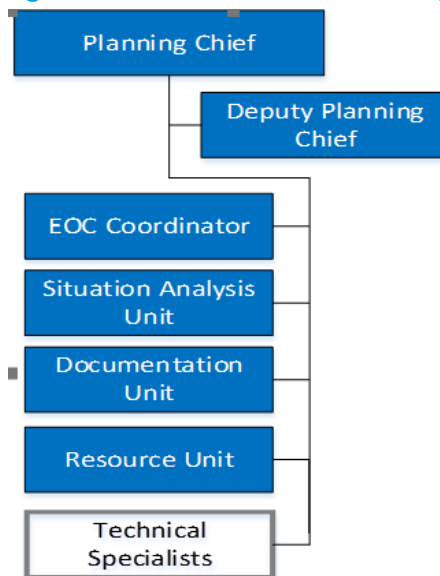 Planning Chief
Deputy Planning
Chief
EOC Coordinator
Situation Analysis
Unit
Documentation
Unit
Resource Unit
Technical
Specialists